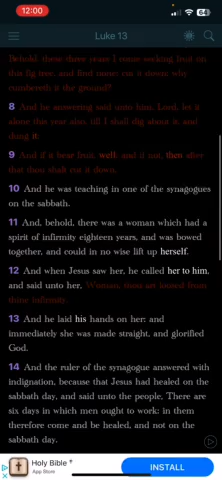 12:00
64
Luke 13
Behold, these three years I come seeking fruit on
this fig tree, and find none: cut it down; why
cumbereth it the ground?
8 And he answering said unto him, Lord, let it
alone this year also, till I shall dig about it, and
dung it:
9 And if it bear fruit, well: and if not, then after
that thou shalt cut it down.
10 And he was teaching in one of the synagogues
on the sabbath.
11 And, behold, there was a woman which had a
spirit of infirmity eighteen years, and was bowed
together, and could in no wise lift up herself.
12 And when Jesus saw her, he called her to him,
and said unto her, Woman, thou art loosed from
thine infirmity.
13 And he laid his hands on her: and
immediately she was made straight, and glorified
God.
14 And the ruler of the synagogue answered with
indignation, because that Jesus had healed on the
sabbath day, and said unto the people, There are
six days in which men ought to work: in them
therefore come and be healed, and not on the
sabbath day.
Holy Bible
App Store
INSTALL